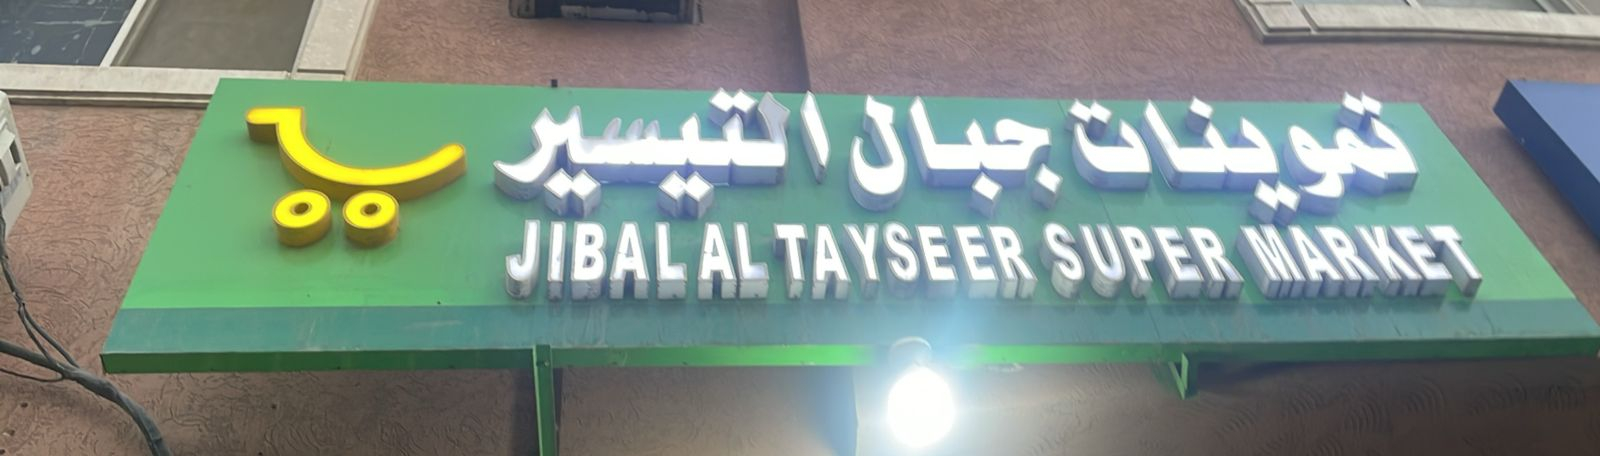 تموينات جبال التيسير
JIBAL AL TAYSEER SUPER MARKET